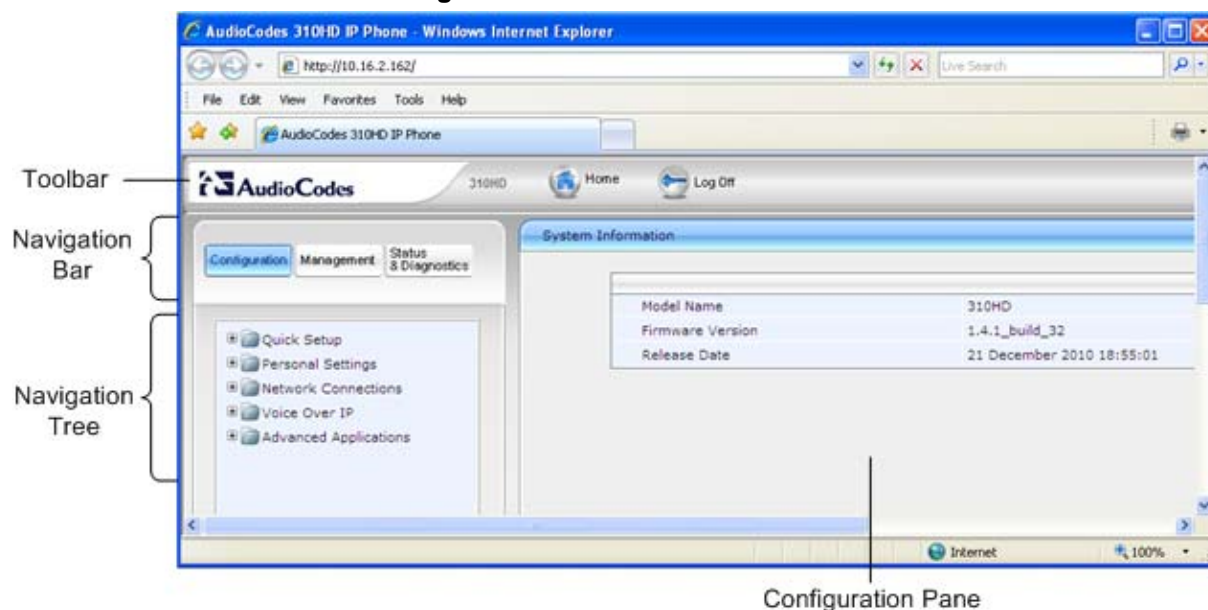 AudioCodes 310HD IP Phone - Windows Internet Explorer
http://10.16.2.162/
Live Search
File Edit View Favorites Tools Help
AudioCodes 310HD IP Phone
Toolbar
AudioCodes 310HD Home Log Off
Navigation Bar
Configuration Management Status & Diagnostics
System Information
Model Name 310HD
Firmware Version 1.4.1_build_32
Release Date 21 December 2010 18:55:01
Navigation Tree
Quick Setup
Personal Settings
Network Connections
Voice Over IP
Advanced Applications
Internet 100%
Configuration Pane